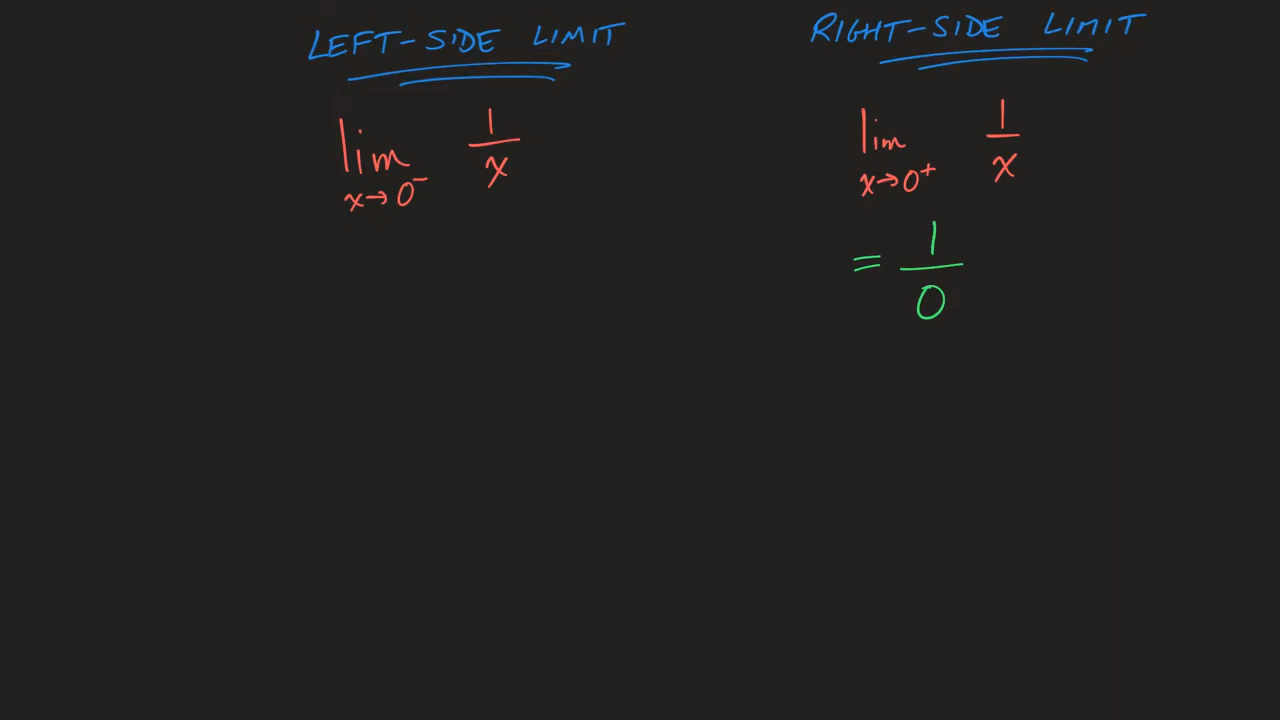 LEFT-SIDE LIMIT
lim x→0⁻ 1/x
RIGHT-SIDE LIMIT
lim x→0⁺ 1/x
= 1/0